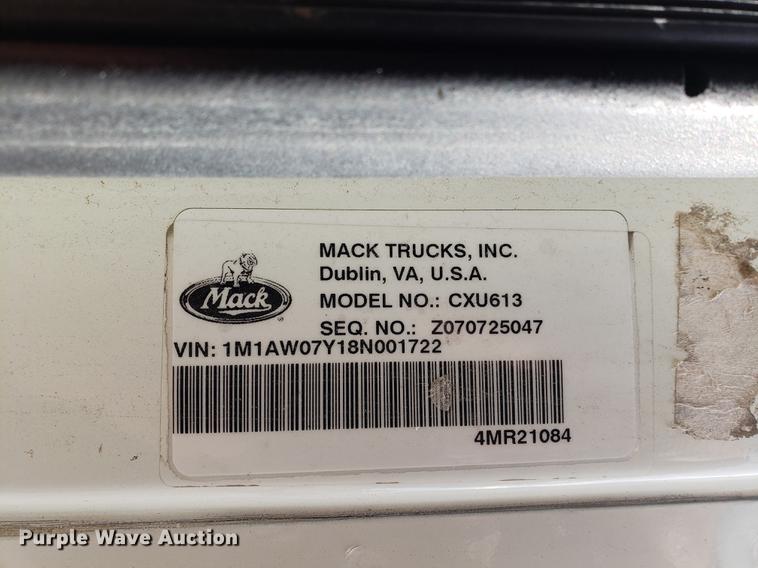 MACK TRUCKS, INC.
Dublin, VA, U.S.A.
Mack
MODEL NO.: CXU613
SEQ. NO.: Z070725047
VIN: 1M1AW07Y18N001722
4MR21084
Purple Wave Auction